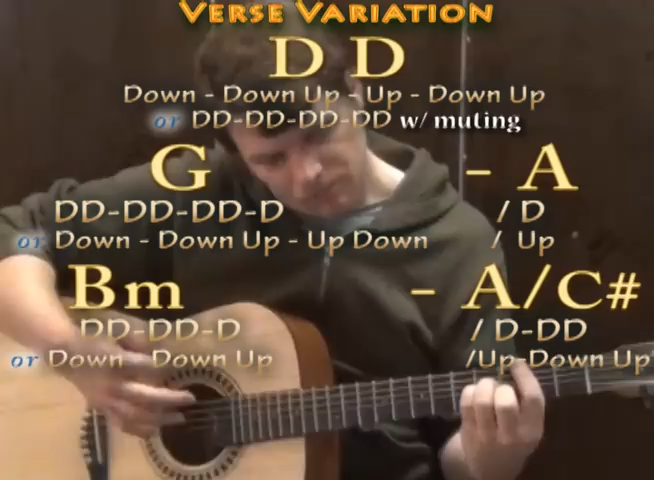 VERSE VARIATION
D D
Down - Down Up - Up - Down Up
or DD-DD-DD-DD w/ muting
G - A
DD-DD-DD-D / D
or Down - Down Up - Up Down / Up
Bm - A/C#
DD-DD-D / D-DD
or Down - Down Up /Up-Down Up